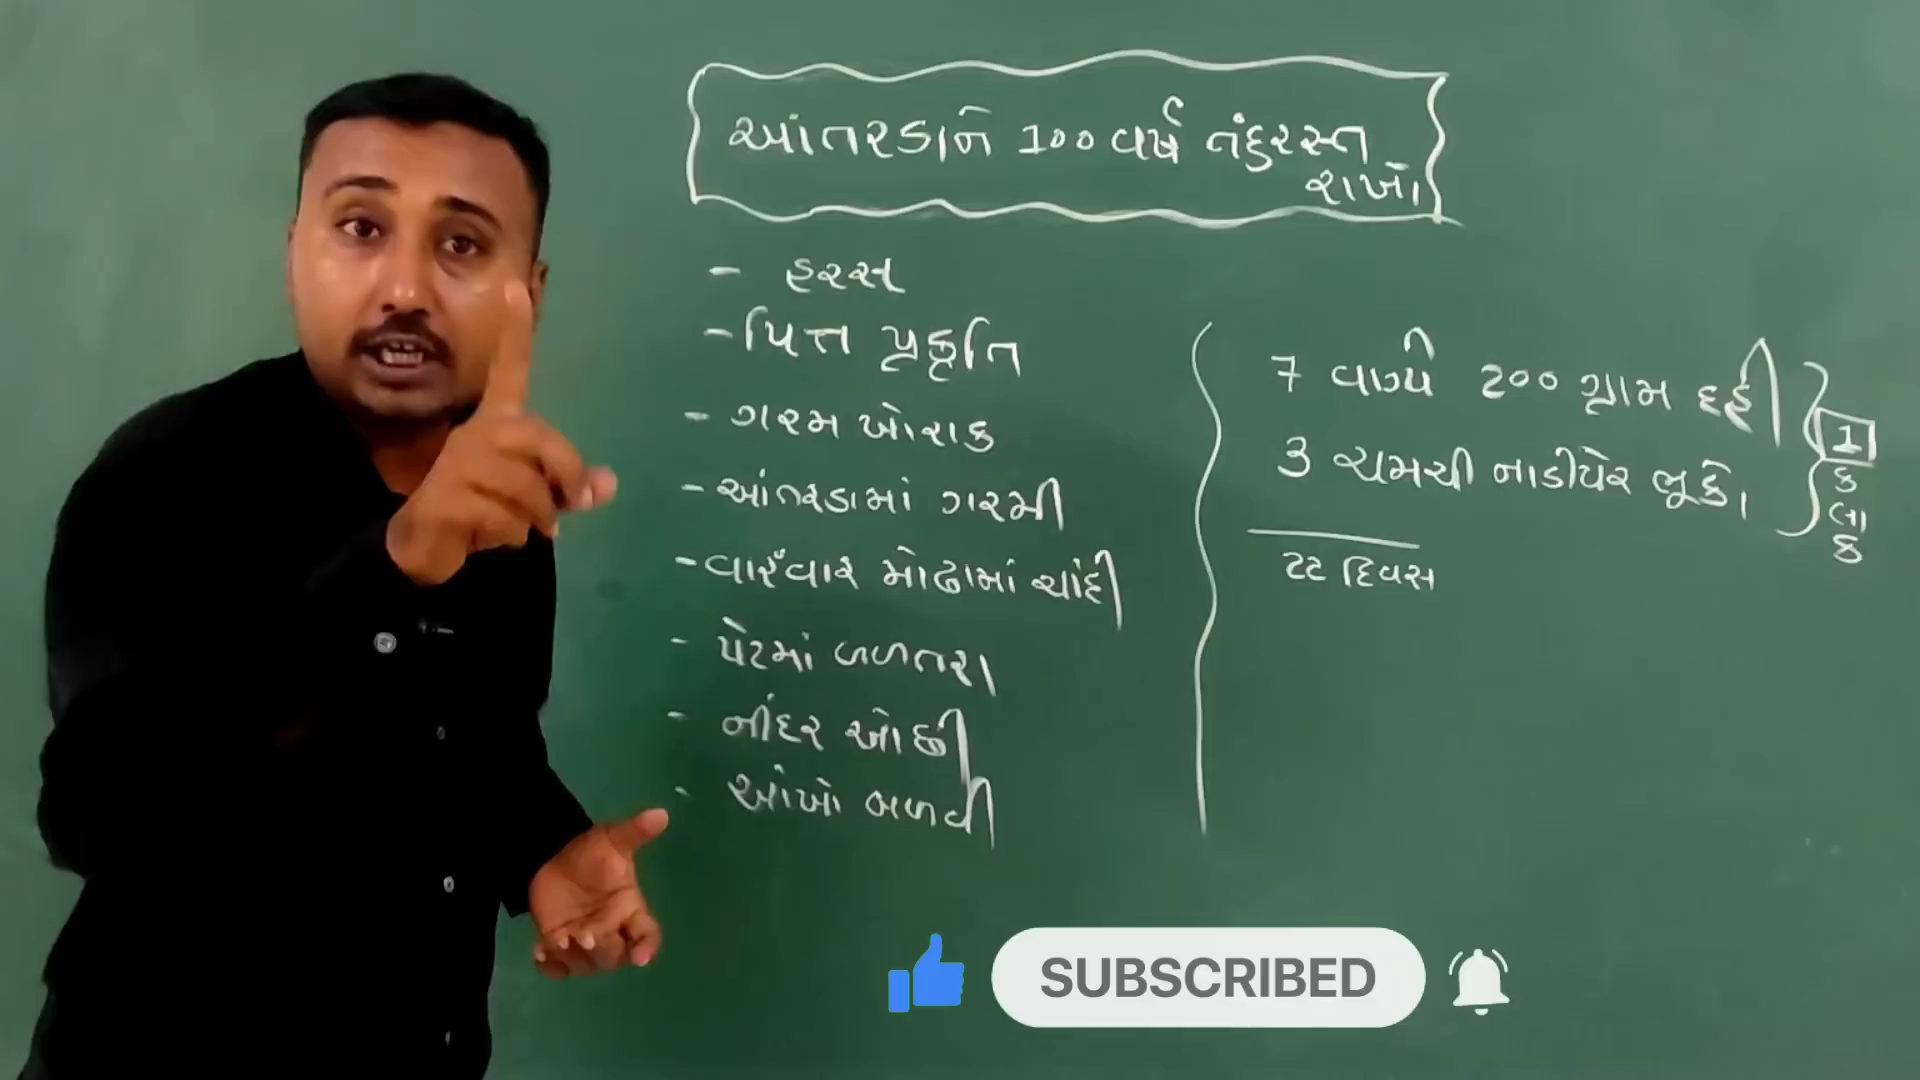 આંતરડાને 100 વર્ષ તંદુરસ્ત
રાખો
- હરસ
- પિત્ત પ્રકૃતિ
- ગરમ ખોરાક
- આંતરડામાં ગરમી
- વારંવાર મોઢામાં ચાંદી
- પેટમાં બળતરા
- નીંદર ઓછી
- આંખો બળવી
7 વાગ્યે 200 ગ્રામ દહીં
3 ચમચી નાળીયેર ભૂકો
1
ક
લા
ક
દિવસ
SUBSCRIBED